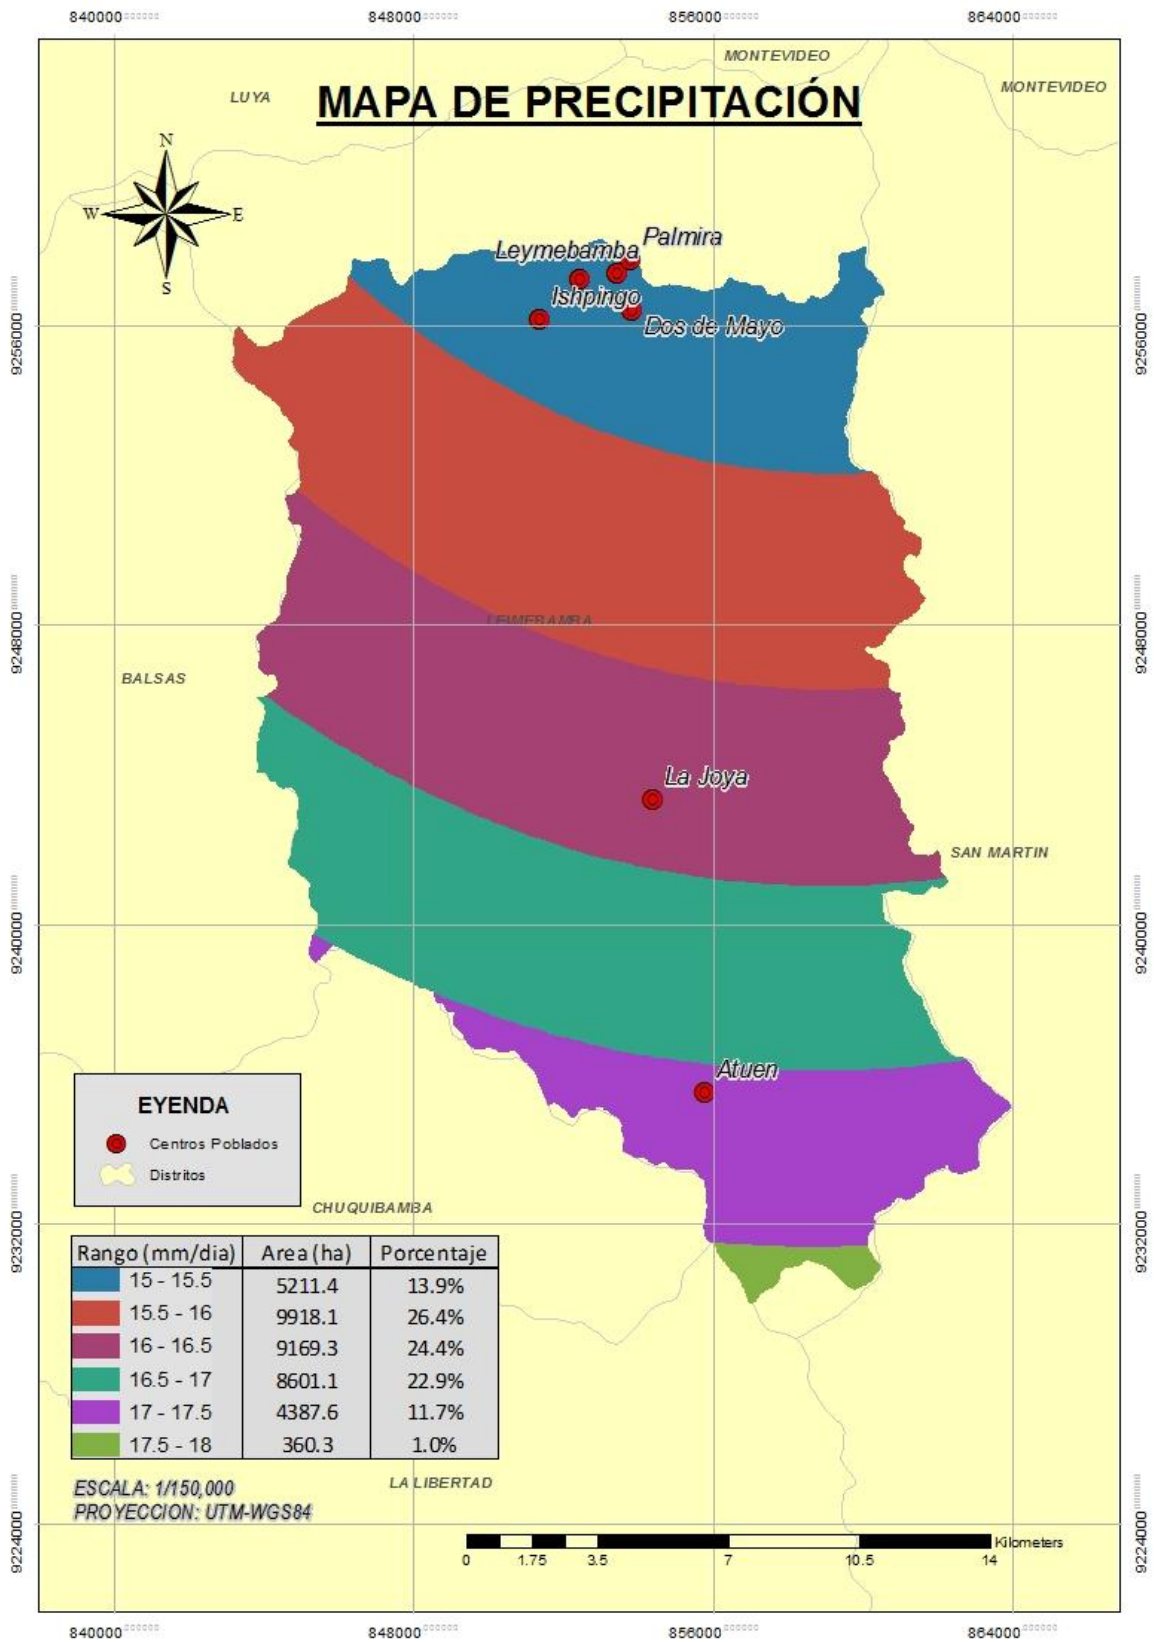 840000 848000 856000 864000
MONTEVIDEO
LUYA
MONTEVIDEO
MAPA DE PRECIPITACIÓN
N
W E
S
Palmira
Leymebamba
Ishpingo
Dos de Mayo
9256000 9256000
LEIMEBAMBA
9248000 9248000
BALSAS
La Joya
SAN MARTIN
9240000 9240000
Atuen
EYENDA
Centros Poblados
Distritos
CHUQUIBAMBA
9232000 9232000
Rango (mm/dia) Area (ha) Porcentaje
15 - 15.5 5211.4 13.9%
15.5 - 16 9918.1 26.4%
16 - 16.5 9169.3 24.4%
16.5 - 17 8601.1 22.9%
17 - 17.5 4387.6 11.7%
17.5 - 18 360.3 1.0%
LA LIBERTAD
ESCALA: 1/150,000
PROYECCION: UTM-WGS84
9224000 9224000
Kilometers
0 1.75 3.5 7 10.5 14
840000 848000 856000 864000